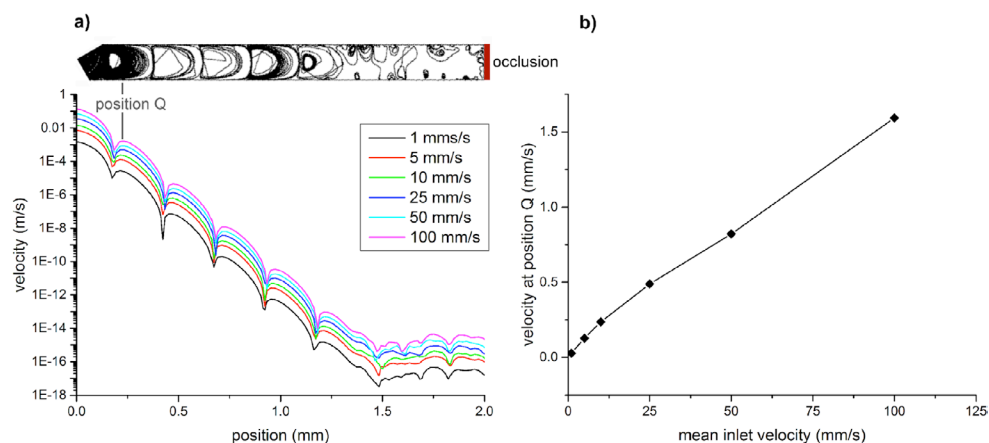 a)
occlusion
position Q
velocity (m/s)
1
0.01
1E-4
1E-6
1E-8
1E-10
1E-12
1E-14
1E-16
1E-18
1 mms/s
5 mm/s
10 mm/s
25 mm/s
50 mm/s
100 mm/s
0.0 0.5 1.0 1.5 2.0
position (mm)
b)
velocity at position Q (mm/s)
1.5
1.0
0.5
0.0
0 25 50 75 100 125
mean inlet velocity (mm/s)